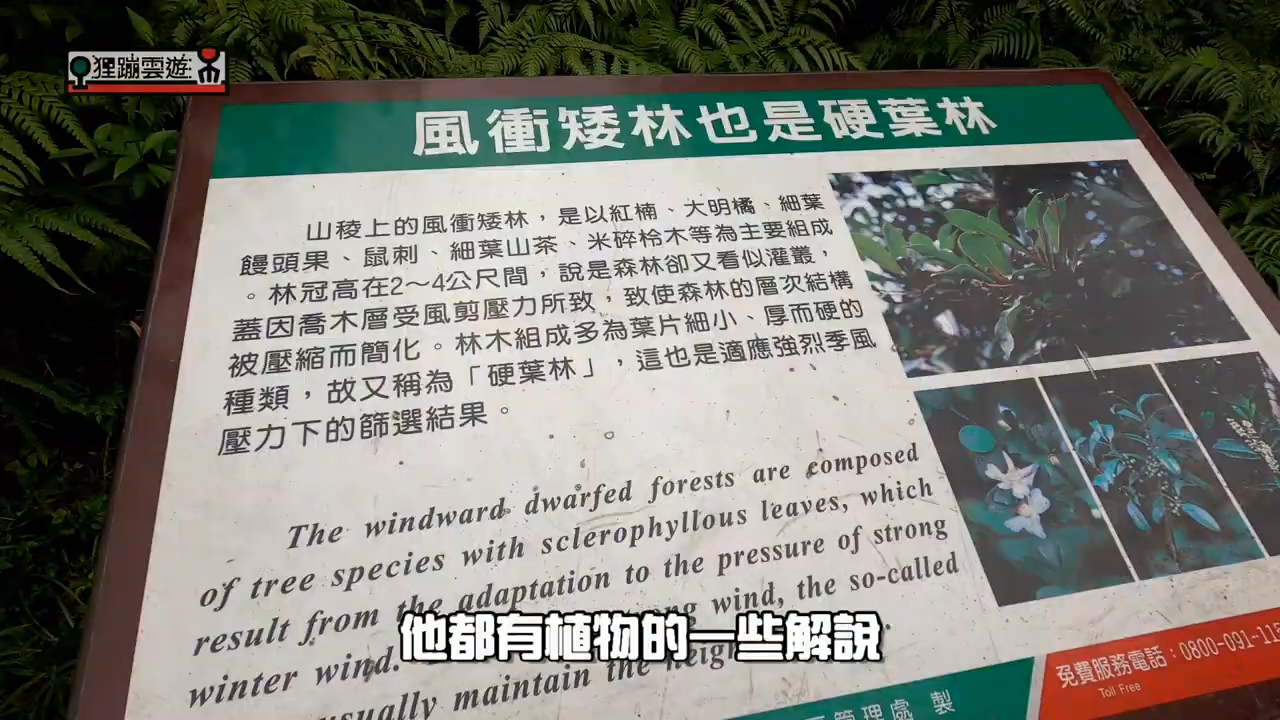 狸蹦雲遊
風衝矮林也是硬葉林
山稜上的風衝矮林，是以紅楠、大明橘、細葉
饅頭果、鼠刺、細葉山茶、米碎柃木等為主要組成
。林冠高在2～4公尺間，說是森林卻又看似灌叢，
蓋因喬木層受風剪壓力所致，致使森林的層次結構
被壓縮而簡化。林木組成多為葉片細小、厚而硬的
種類，故又稱為「硬葉林」，這也是適應強烈季風
壓力下的篩選結果。
The windward dwarfed forests are composed
of tree species with sclerophyllous leaves, which
result from the adaptation to the pressure of strong
winter wind. wind, the so-called
usually maintain the
他都有植物的一些解說
管理處 製
免費服務電話：0800-091-115
Toll Free